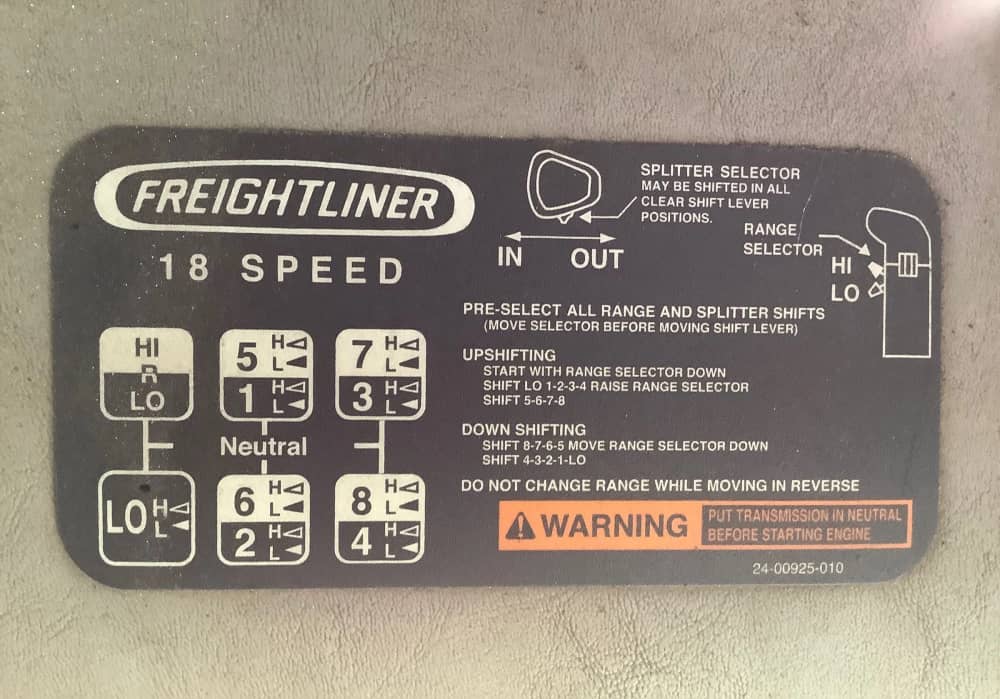 FREIGHTLINER
18 SPEED
SPLITTER SELECTOR
MAY BE SHIFTED IN ALL
CLEAR SHIFT LEVER
POSITIONS.
IN OUT
RANGE
SELECTOR
HI
LO
PRE-SELECT ALL RANGE AND SPLITTER SHIFTS
(MOVE SELECTOR BEFORE MOVING SHIFT LEVER)
UPSHIFTING
START WITH RANGE SELECTOR DOWN
SHIFT LO 1-2-3-4 RAISE RANGE SELECTOR
SHIFT 5-6-7-8
DOWN SHIFTING
SHIFT 8-7-6-5 MOVE RANGE SELECTOR DOWN
SHIFT 4-3-2-1-LO
DO NOT CHANGE RANGE WHILE MOVING IN REVERSE
WARNING
PUT TRANSMISSION IN NEUTRAL
BEFORE STARTING ENGINE
24-00925-010
HI
R
LO
5 H
L
1 H
L
7 H
L
3 H
L
Neutral
LO H
L
6 H
L
2 H
L
8 H
L
4 H
L